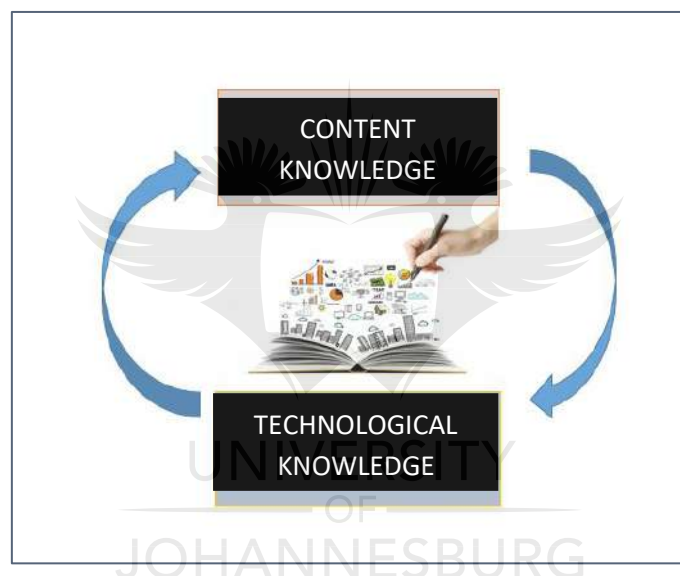 CONTENT
KNOWLEDGE
TECHNOLOGICAL
KNOWLEDGE
UNIVERSITY
OF
JOHANNESBURG